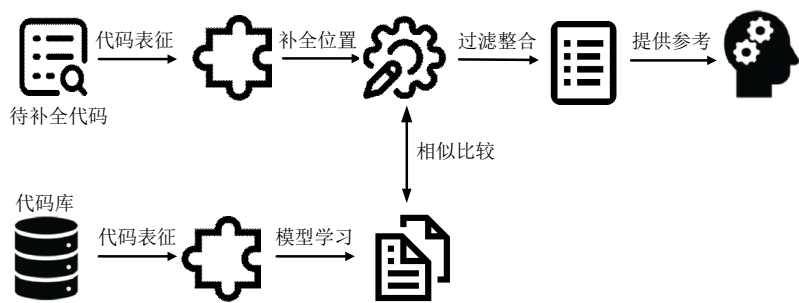 代码表征
补全位置
过滤整合
提供参考
待补全代码
相似比较
代码库
代码表征
模型学习